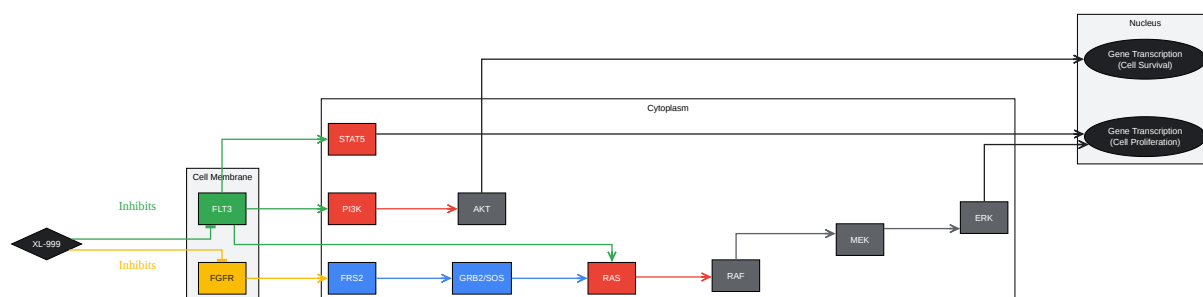 Nucleus
Gene Transcription
(Cell Survival)
Cytoplasm
STAT5
Gene Transcription
(Cell Proliferation)
Cell Membrane
Inhibits
FLT3
PI3K
AKT
ERK
XL-999
MEK
Inhibits
FGFR
FRS2
GRB2/SOS
RAS
RAF